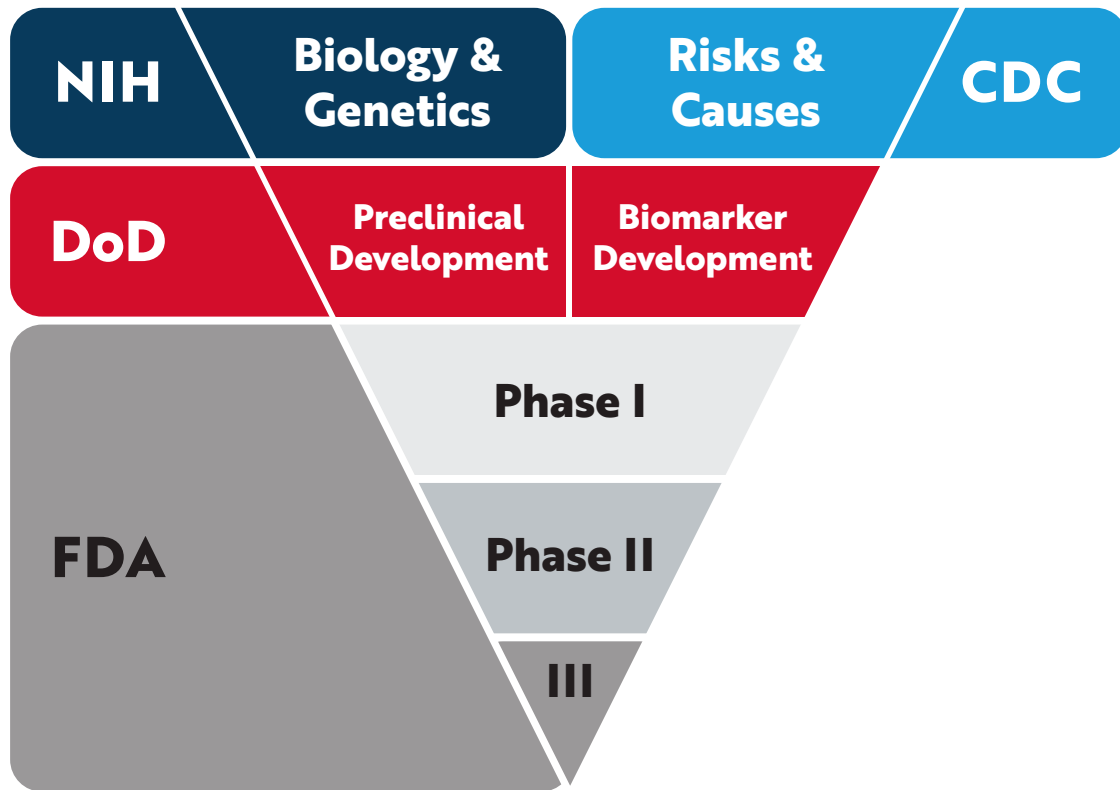 NIH
Biology &
Genetics
Risks &
Causes
CDC
DoD
Preclinical
Development
Biomarker
Development
FDA
Phase I
Phase II
III